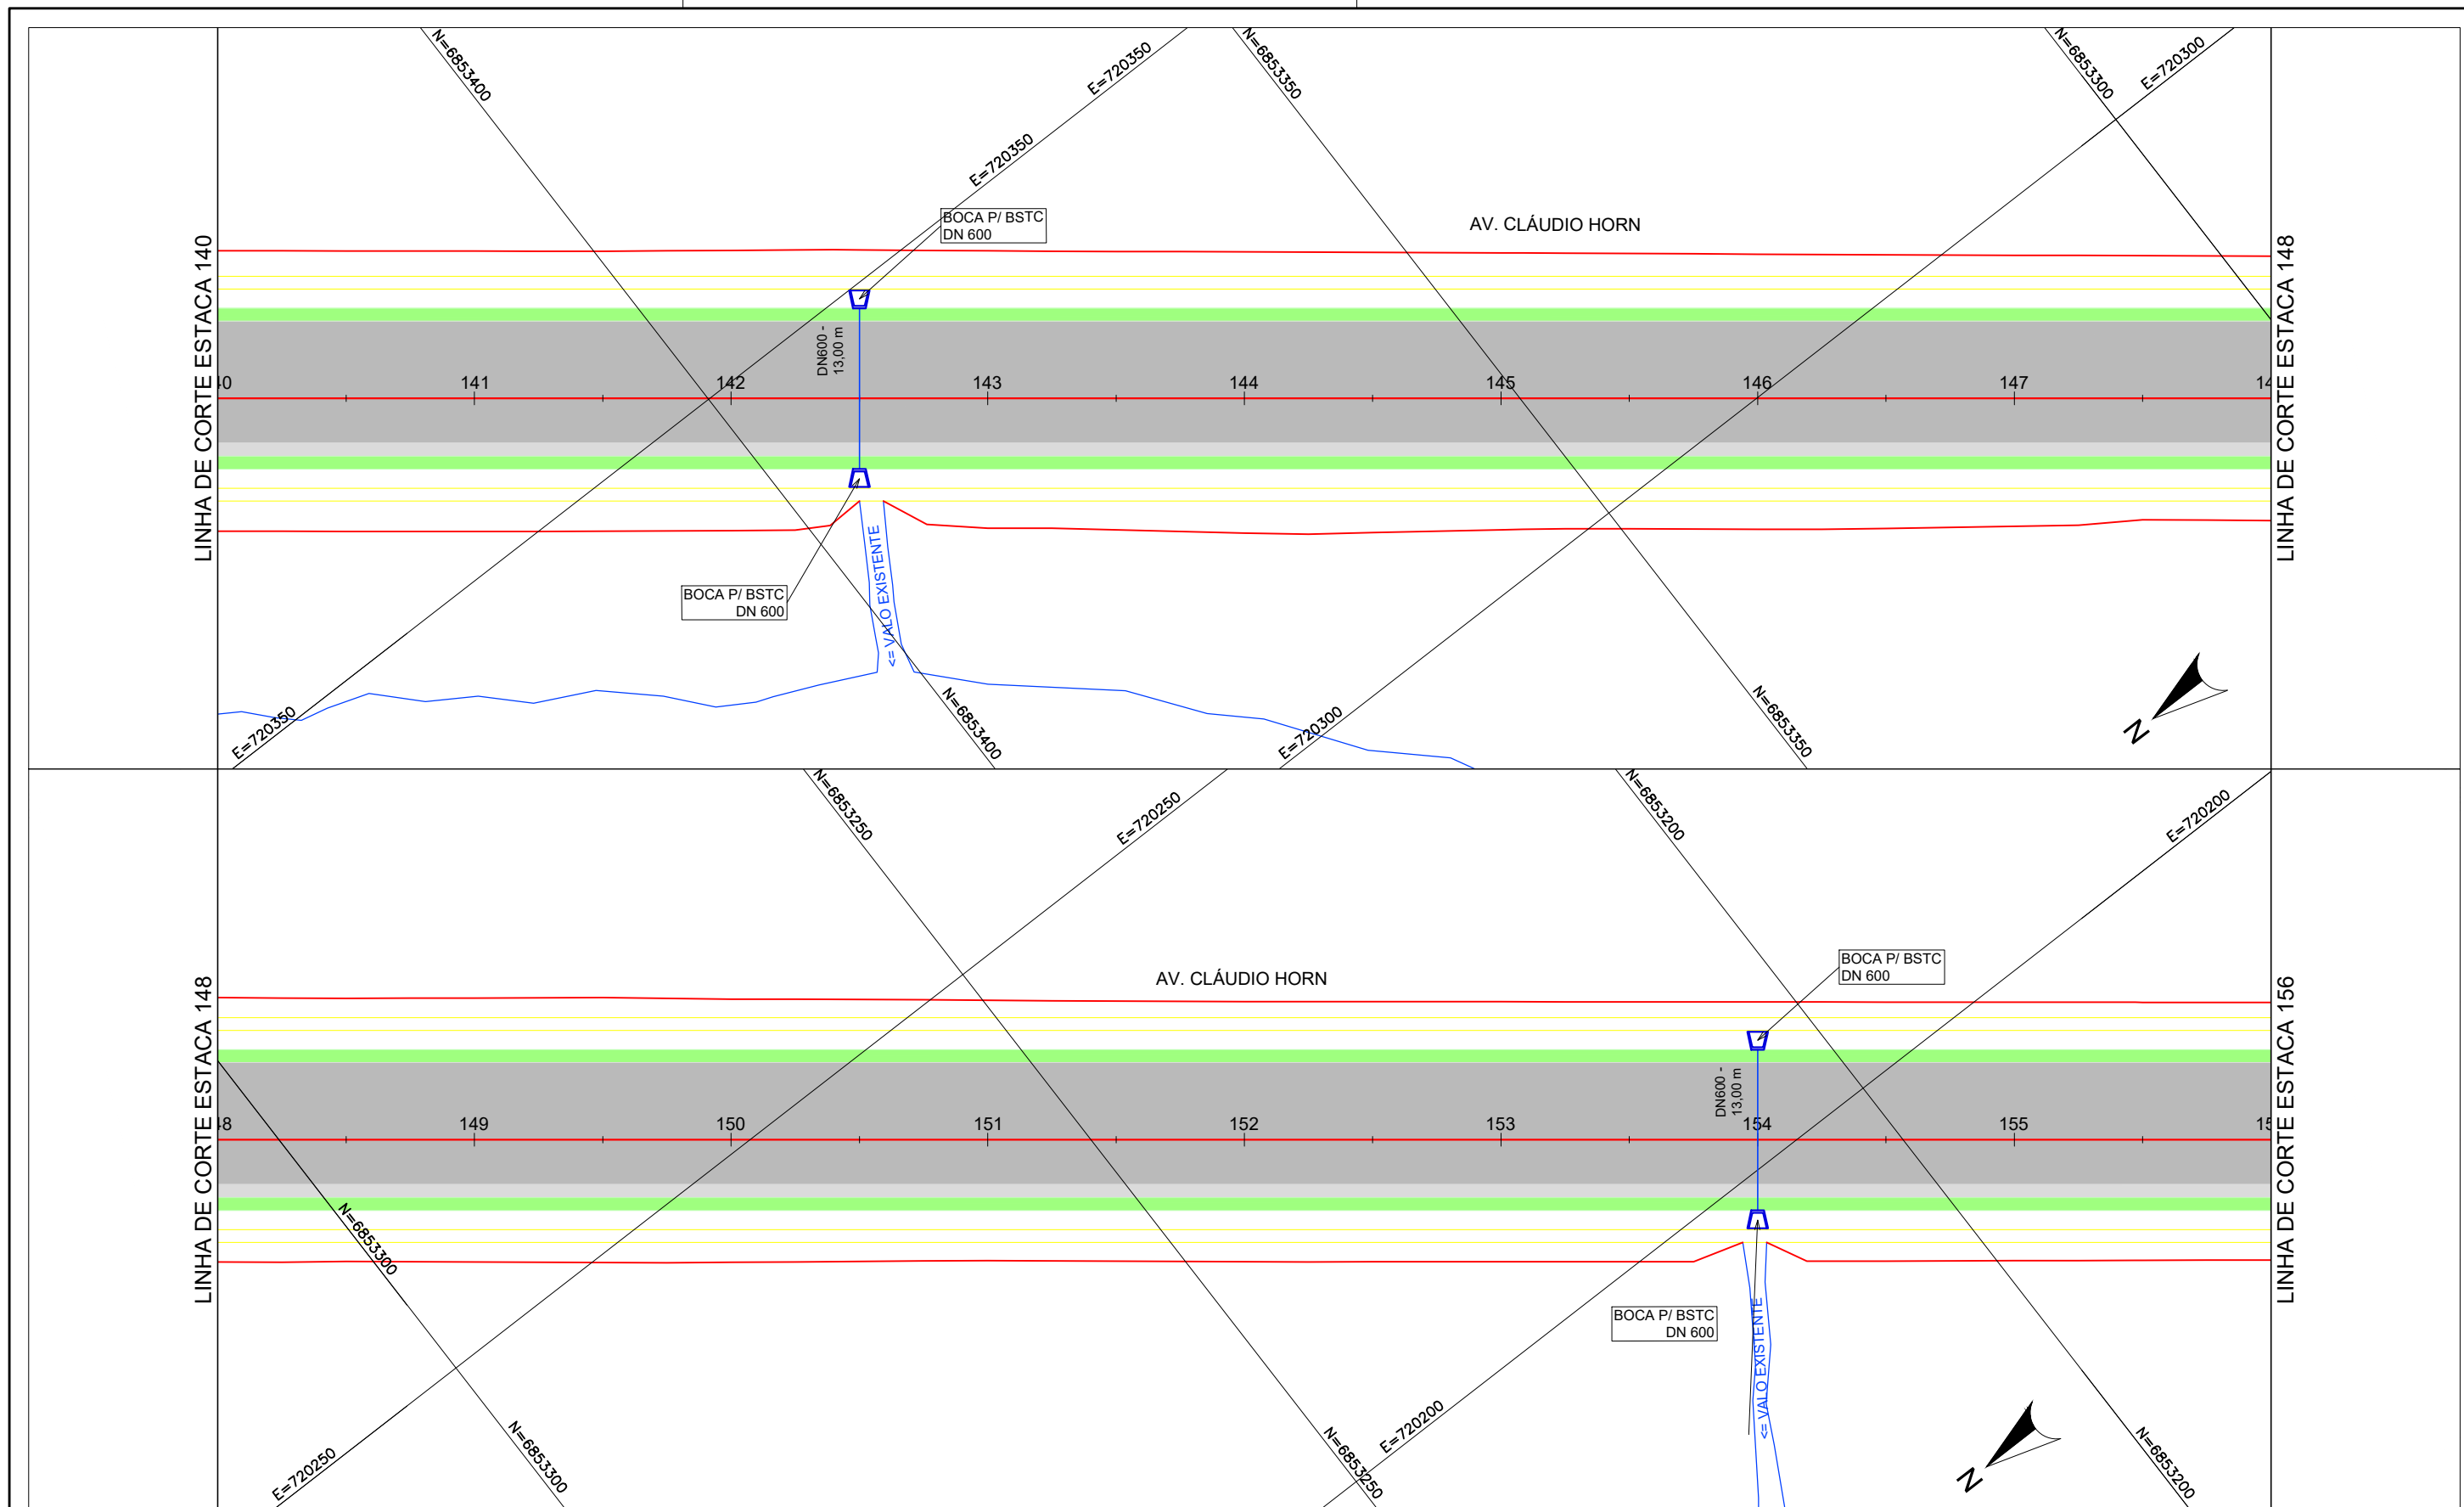 N=6853400
E=720350
N=6853350
N=6853300
E=720300
E=720350
BOCA P/ BSTC
DN 600
AV. CLÁUDIO HORN
LINHA DE CORTE ESTACA 140
LINHA DE CORTE ESTACA 148
DN600 -
13,00 m
40
141
142
143
144
145
146
147
14
<= VALO EXISTENTE
BOCA P/ BSTC
DN 600
E=720350
N=6853400
E=720300
N=6853350
N
N=6853250
E=720250
N=6853200
E=720200
BOCA P/ BSTC
DN 600
AV. CLÁUDIO HORN
LINHA DE CORTE ESTACA 148
LINHA DE CORTE ESTACA 156
DN600 -
13,00 m
48
149
150
151
152
153
154
155
15
N=6853300
BOCA P/ BSTC
DN 600
<= VALO EXISTENTE
E=720250
N=6853300
N=6853250
E=720200
N=6853200
N